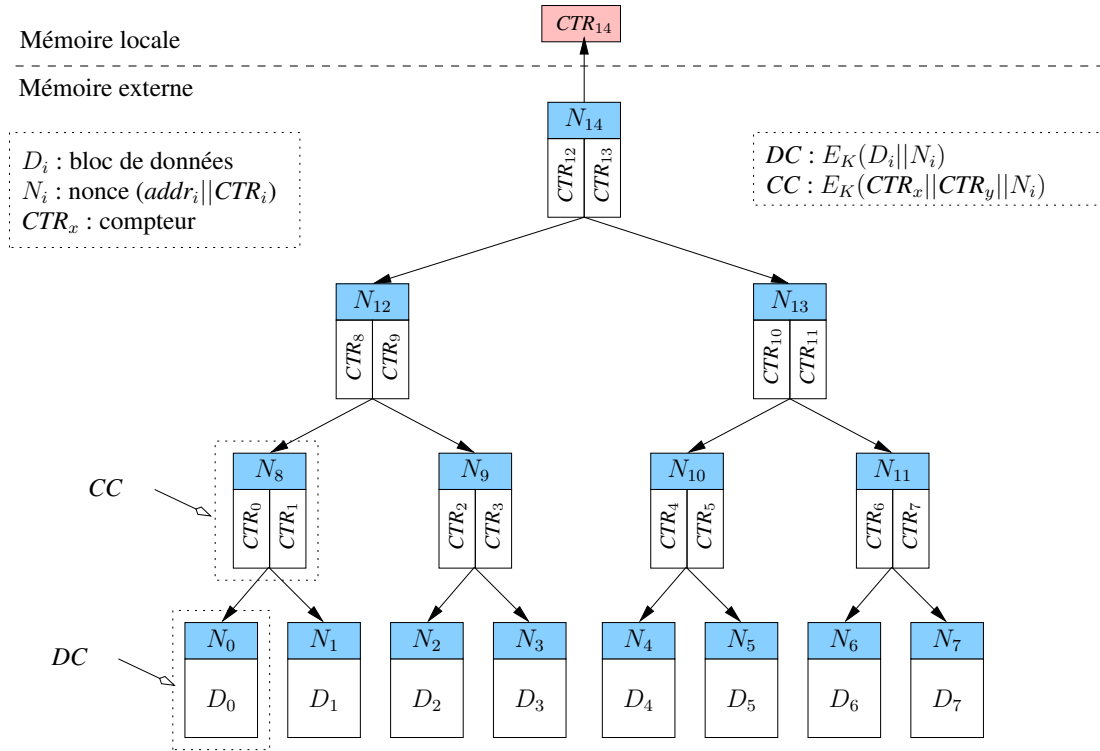 CTR14
Mémoire locale
Mémoire externe
N14
CTR12 CTR13
Di : bloc de données
Ni : nonce (addri||CTRi)
CTRx : compteur
DC : EK(Di||Ni)
CC : EK(CTRx||CTRy||Ni)
N12 N13
CTR8 CTR9 CTR10 CTR11
CC
N8 N9 N10 N11
CTR0 CTR1 CTR2 CTR3 CTR4 CTR5 CTR6 CTR7
DC
N0 N1 N2 N3 N4 N5 N6 N7
D0 D1 D2 D3 D4 D5 D6 D7